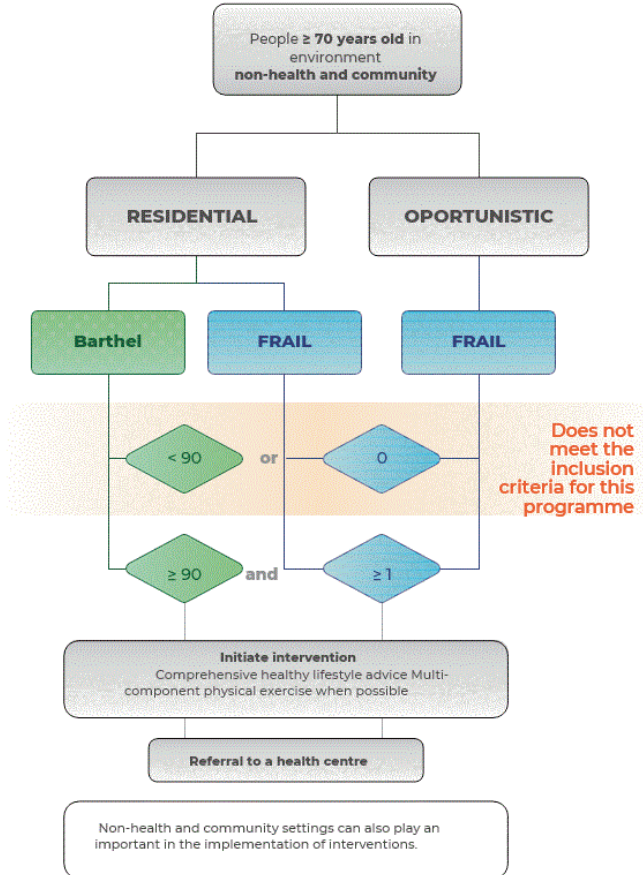 People ≥ 70 years old in
environment
non-health and community
RESIDENTIAL
OPORTUNISTIC
Barthel
FRAIL
FRAIL
< 90
or
0
Does not
meet the
inclusion
criteria for this
programme
≥ 90
and
≥ 1
Initiate intervention
Comprehensive healthy lifestyle advice Multi-
component physical exercise when possible
Referral to a health centre
Non-health and community settings can also play an
important in the implementation of interventions.